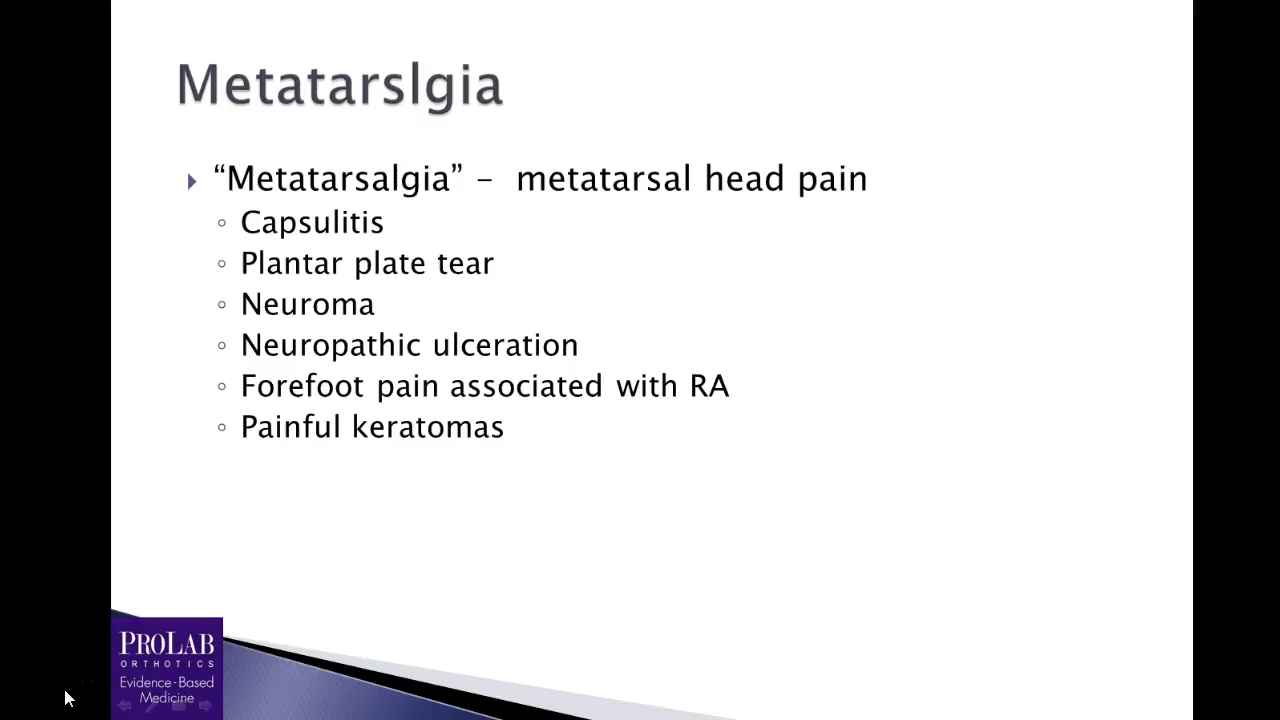 Metatarslgia
“Metatarsalgia” – metatarsal head pain
Capsulitis
Plantar plate tear
Neuroma
Neuropathic ulceration
Forefoot pain associated with RA
Painful keratomas
PROLAB
ORTHOTICS
Evidence-Based
Medicine